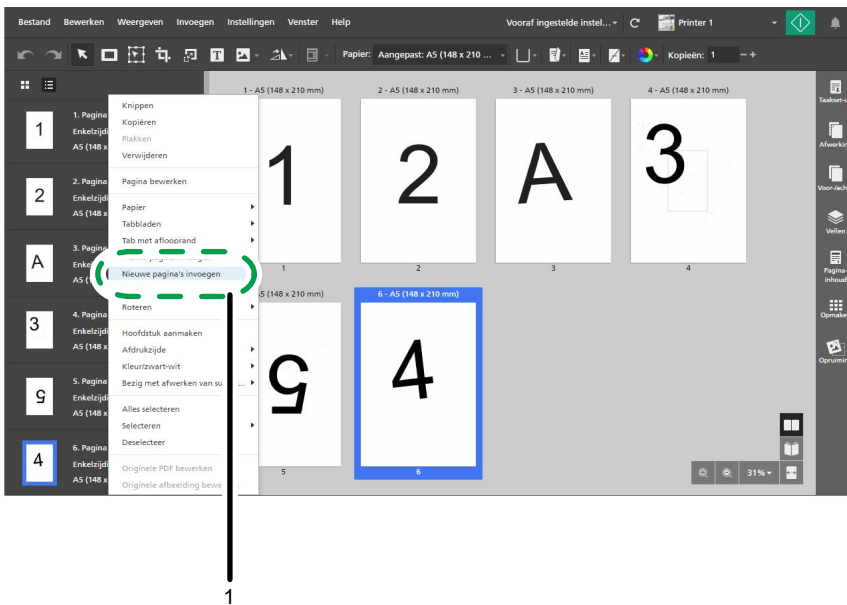 Bestand Bewerken Weergeven Invoegen Instellingen Venster Help Vooraf ingestelde instel... Printer 1
Papier: Aangepast: A5 (148 x 210 ... Kopieën: 1
1 - A5 (148 x 210 mm) 2 - A5 (148 x 210 mm) 3 - A5 (148 x 210 mm) 4 - A5 (148 x 210 mm)
1
1. Pagina
Enkelzijdi
A5 (148 x
2
2. Pagina
Enkelzijdi
A5 (148 x
A
3. Pagina
Enke
A5 (1
3
4. Pagina
Enkelzijdi
A5 (148 x
5
5. Pagina
Enkelzijdi
A5 (148 x
4
6. Pagina
Enkelzijdi
A5 (148 x
Knippen
Kopiëren
Plakken
Verwijderen
Pagina bewerken
Papier
Tabbladen
Tab met aflooprand
Nieuwe pagina's invoegen
Roteren
Hoofdstuk aanmaken
Afdrukzijde
Kleur/zwart-wit
Bezig met afwerken van su ...
Alles selecteren
Selecteren
Deselecteer
Originele PDF bewerken
Originele afbeelding bewe
1 2 A 3
1 2 3 4
A5 (148 x 210 mm) 6 - A5 (148 x 210 mm)
5 4
5 6
Taakset-u
Afwerkin
Voor-/ach
Vellen
Pagina-
inhoud
Opmake
Opruimin
31%
1